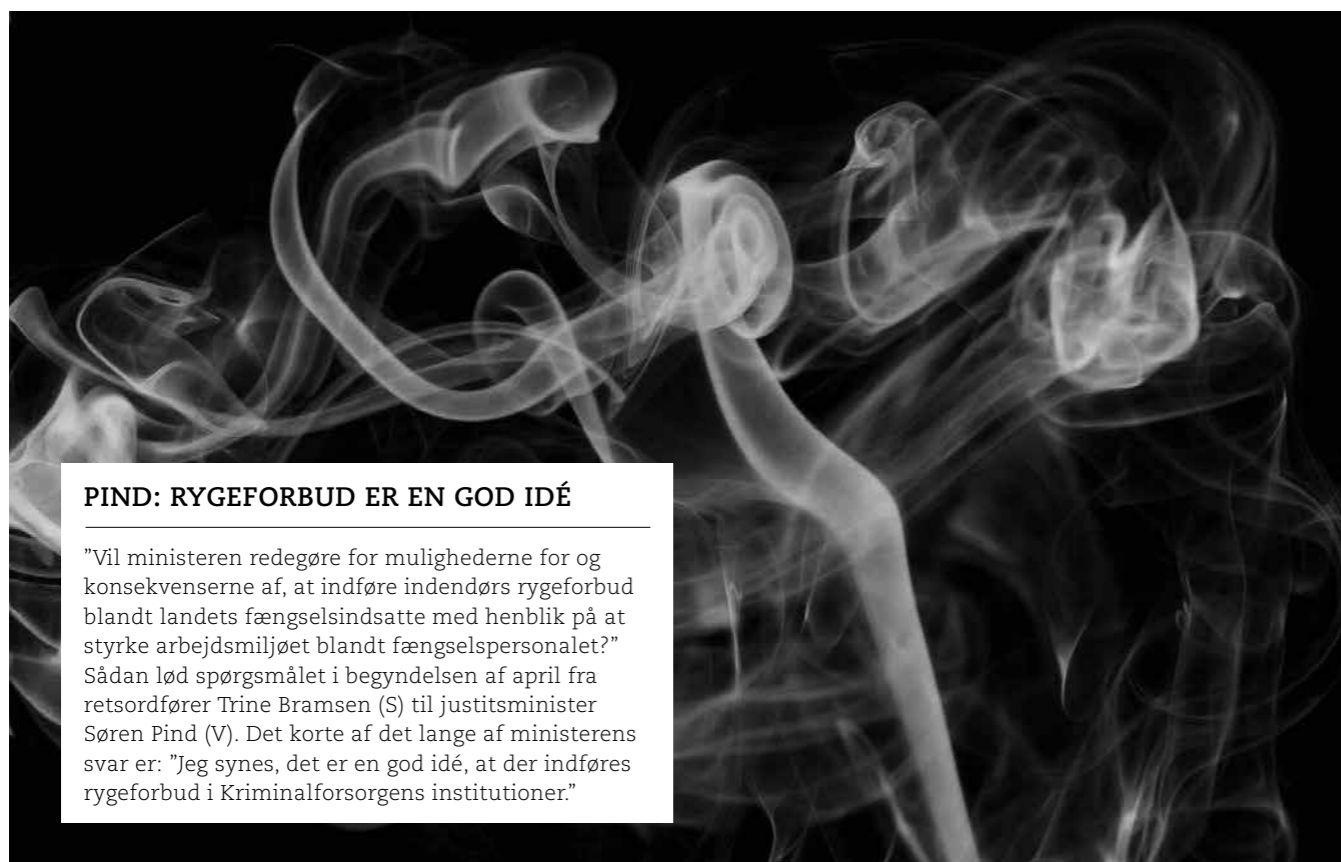 PIND: RYGEFORBUD ER EN GOD IDÉ
”Vil ministeren redegøre for mulighederne for og
konsekvenserne af, at indføre indendørs rygeforbud
blandt landets fængselsindsatte med henblik på at
styrke arbejdsmiljøet blandt fængselspersonalet?”
Sådan lød spørgsmålet i begyndelsen af april fra
retsordfører Trine Bramsen (S) til justitsminister
Søren Pind (V). Det korte af det lange af ministerens
svar er: ”Jeg synes, det er en god idé, at der indføres
rygeforbud i Kriminalforsorgens institutioner.”